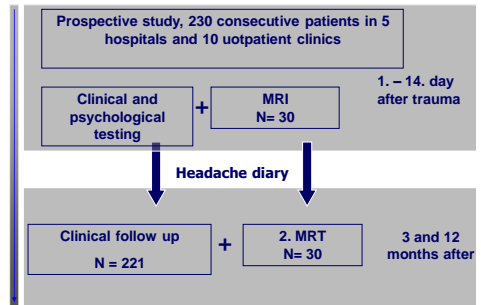 Prospective study, 230 consecutive patients in 5
hospitals and 10 uotpatient clinics
1. – 14. day
after trauma
Clinical and
psychological
testing
+
MRI
N= 30
Headache diary
Clinical follow up
N = 221
+
2. MRT
N= 30
3 and 12
months after